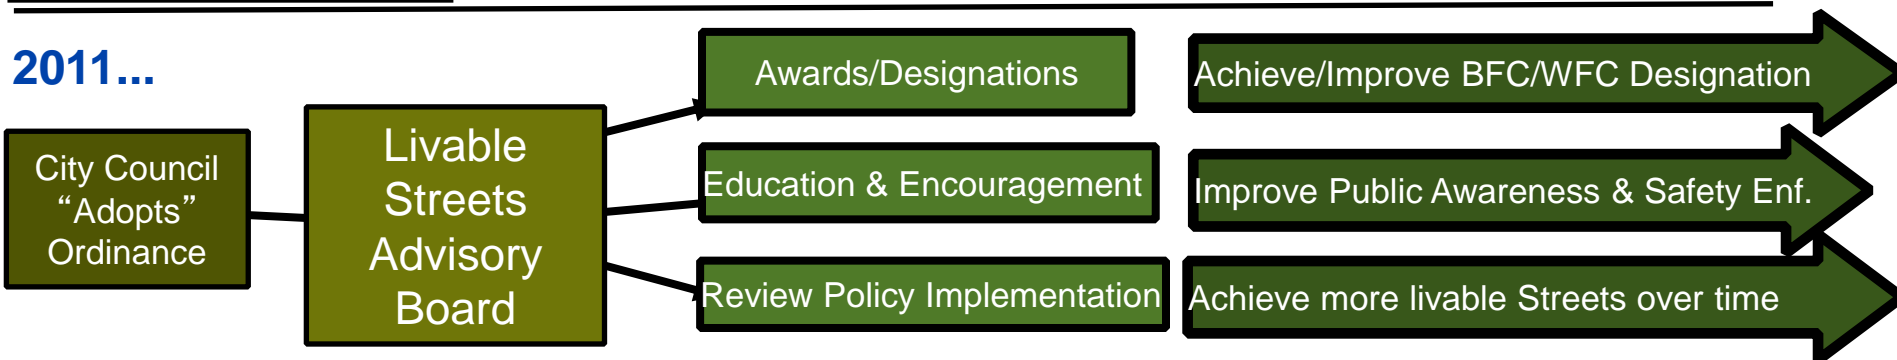 2011...
City Council
“Adopts”
Ordinance
Livable
Streets
Advisory
Board
Awards/Designations
Education & Encouragement
Review Policy Implementation
Achieve/Improve BFC/WFC Designation
Improve Public Awareness & Safety Enf.
Achieve more livable Streets over time